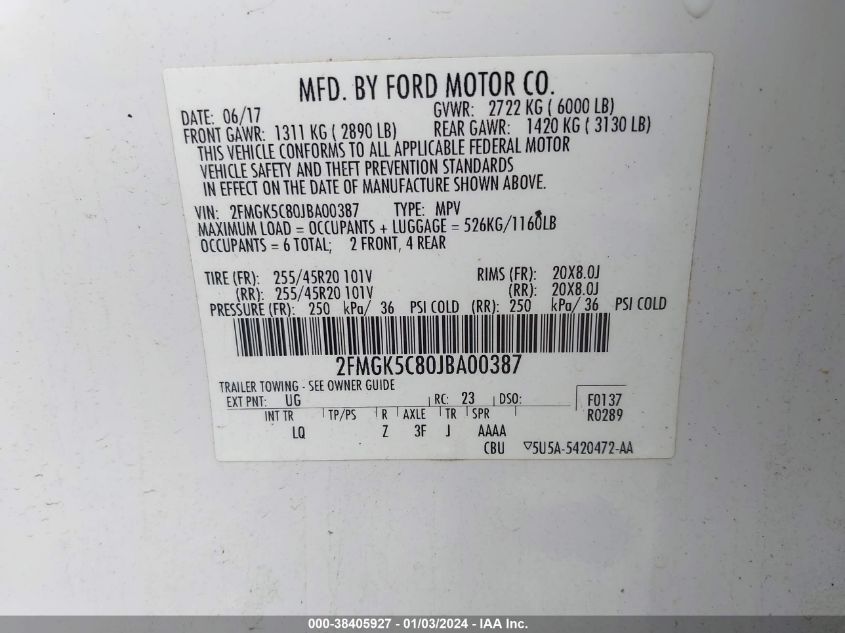 MFD. BY FORD MOTOR CO.
DATE: 06/17 GVWR: 2722 KG ( 6000 LB)
FRONT GAWR: 1311 KG ( 2890 LB) REAR GAWR: 1420 KG ( 3130 LB)
THIS VEHICLE CONFORMS TO ALL APPLICABLE FEDERAL MOTOR
VEHICLE SAFETY AND THEFT PREVENTION STANDARDS
IN EFFECT ON THE DATE OF MANUFACTURE SHOWN ABOVE.
VIN: 2FMGK5C80JBA00387 TYPE: MPV
MAXIMUM LOAD = OCCUPANTS + LUGGAGE = 526KG/1160LB
OCCUPANTS = 6 TOTAL; 2 FRONT, 4 REAR
TIRE (FR): 255/45R20 101V RIMS (FR): 20X8.0J
(RR): 255/45R20 101V (RR): 20X8.0J
PRESSURE (FR): 250 kPa/ 36 PSI COLD (RR): 250 kPa/ 36 PSI COLD
2FMGK5C80JBA00387
TRAILER TOWING - SEE OWNER GUIDE
EXT PNT: UG RC: 23 DSO: F0137
INT TR TP/PS R AXLE TR SPR R0289
LQ Z 3F J AAAA
CBU ▽5U5A-5420472-AA
000-38405927 - 01/03/2024 - IAA Inc.